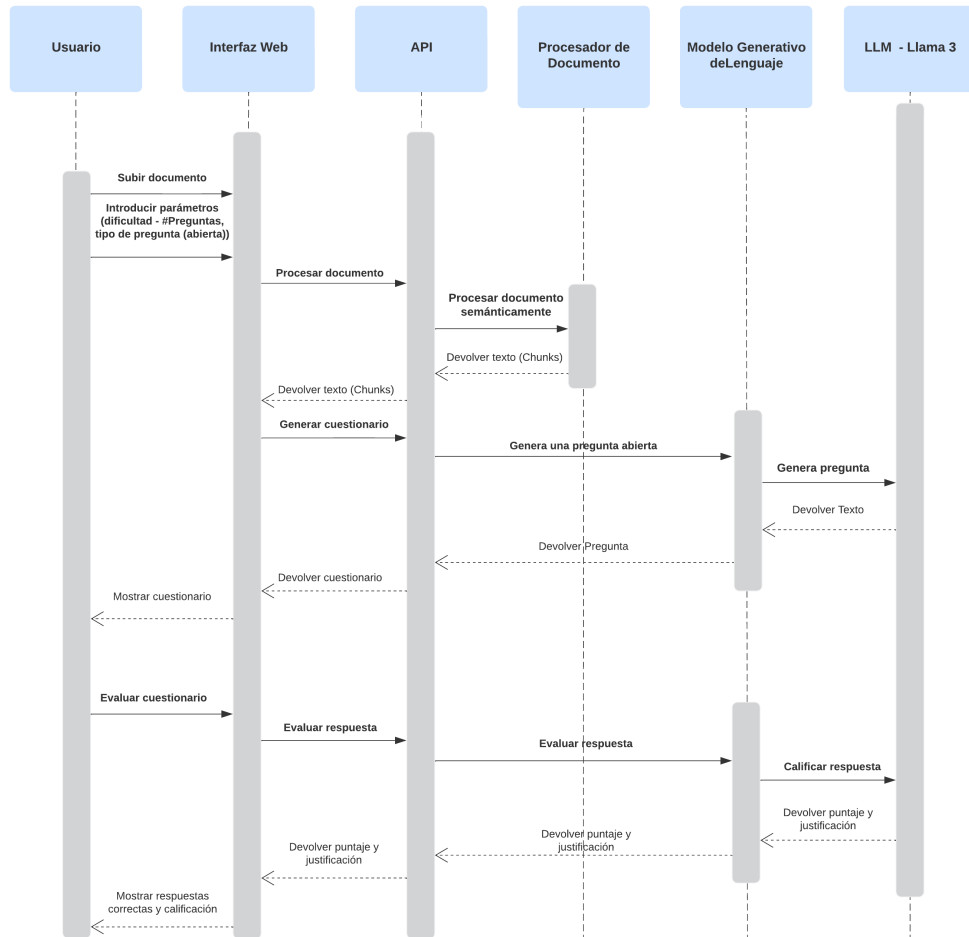 Usuario
Interfaz Web
API
Procesador de
Documento
Modelo Generativo
deLenguaje
LLM - Llama 3
Subir documento
Introducir parámetros
(dificultad - #Preguntas,
tipo de pregunta (abierta))
Procesar documento
Procesar documento
semánticamente
Devolver texto (Chunks)
Devolver texto (Chunks)
Generar cuestionario
Genera una pregunta abierta
Genera pregunta
Devolver Texto
Devolver Pregunta
Devolver cuestionario
Mostrar cuestionario
Evaluar cuestionario
Evaluar respuesta
Evaluar respuesta
Calificar respuesta
Devolver puntaje y
justificación
Devolver puntaje y
justificación
Devolver puntaje y
justificación
Mostrar respuestas
correctas y calificación